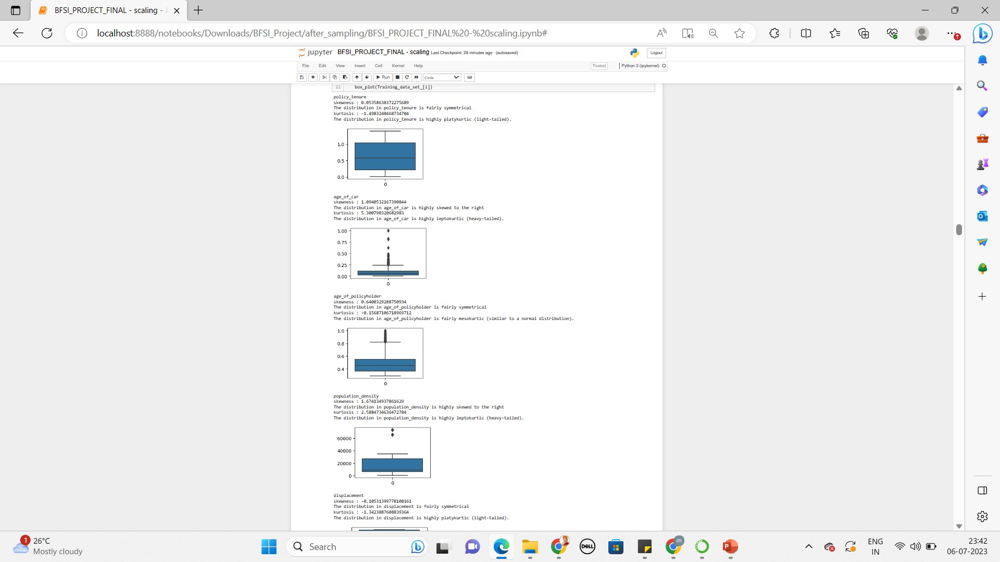 BFSI_PROJECT_FINAL - scaling - J
localhost:8888/notebooks/Downloads/BFSI_Project/after_sampling/BFSI_PROJECT_FINAL%20-%20scaling.ipynb#
jupyter BFSI_PROJECT_FINAL - scaling Last Checkpoint: 28 minutes ago (autosaved)
Logout
File Edit View Insert Cell Kernel Help
Trusted
Python 3 (ipykernel)
Run
Code
22 box_plot(Training_data_set_[i])
policy_tenure
skewness : 0.05358638372275689
The distribution in policy_tenure is fairly symmetrical
kurtosis : -1.4983240468734704
The distribution in policy_tenure is highly platykurtic (light-tailed).
1.0
0.5
0.0
0
age_of_car
skewness : 1.0940532167390844
The distribution in age_of_car is highly skewed to the right
kurtosis : 5.300790320682983
The distribution in age_of_car is highly leptokurtic (heavy-tailed).
1.00
0.75
0.50
0.25
0.00
0
age_of_policyholder
skewness : 0.6400329288750934
The distribution in age_of_policyholder is fairly symmetrical
kurtosis : -0.15687106718969712
The distribution in age_of_policyholder is fairly mesokurtic (similar to a normal distribution).
1.0
0.8
0.6
0.4
0
population_density
skewness : 1.674134937861629
The distribution in population_density is highly skewed to the right
kurtosis : 2.5884734636472784
The distribution in population_density is highly leptokurtic (heavy-tailed).
60000
40000
20000
0
0
displacement
skewness : -0.10531399778108161
The distribution in displacement is fairly symmetrical
kurtosis : -1.3423887608839364
The distribution in displacement is highly platykurtic (light-tailed).
1
26°C
Mostly cloudy
Search
DELL
m
ENG
IN
23:42
06-07-2023